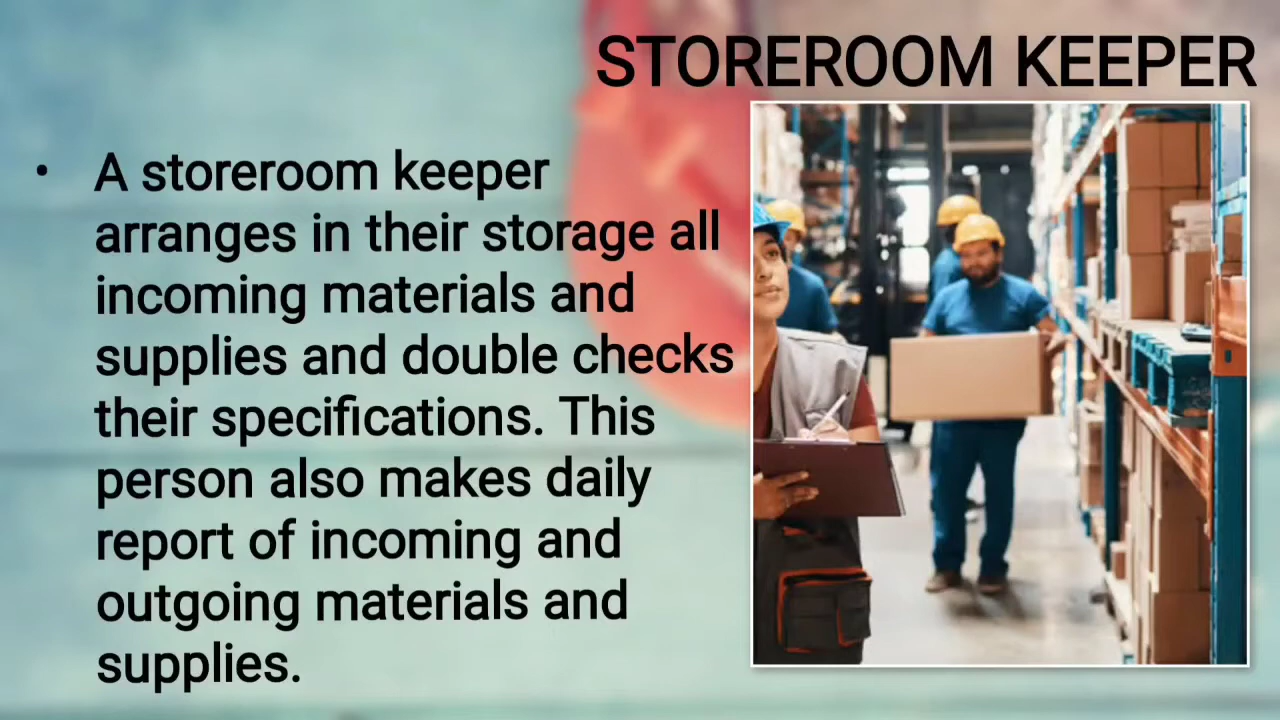 STOREROOM KEEPER
• A storeroom keeper
arranges in their storage all
incoming materials and
supplies and double checks
their specifications. This
person also makes daily
report of incoming and
outgoing materials and
supplies.